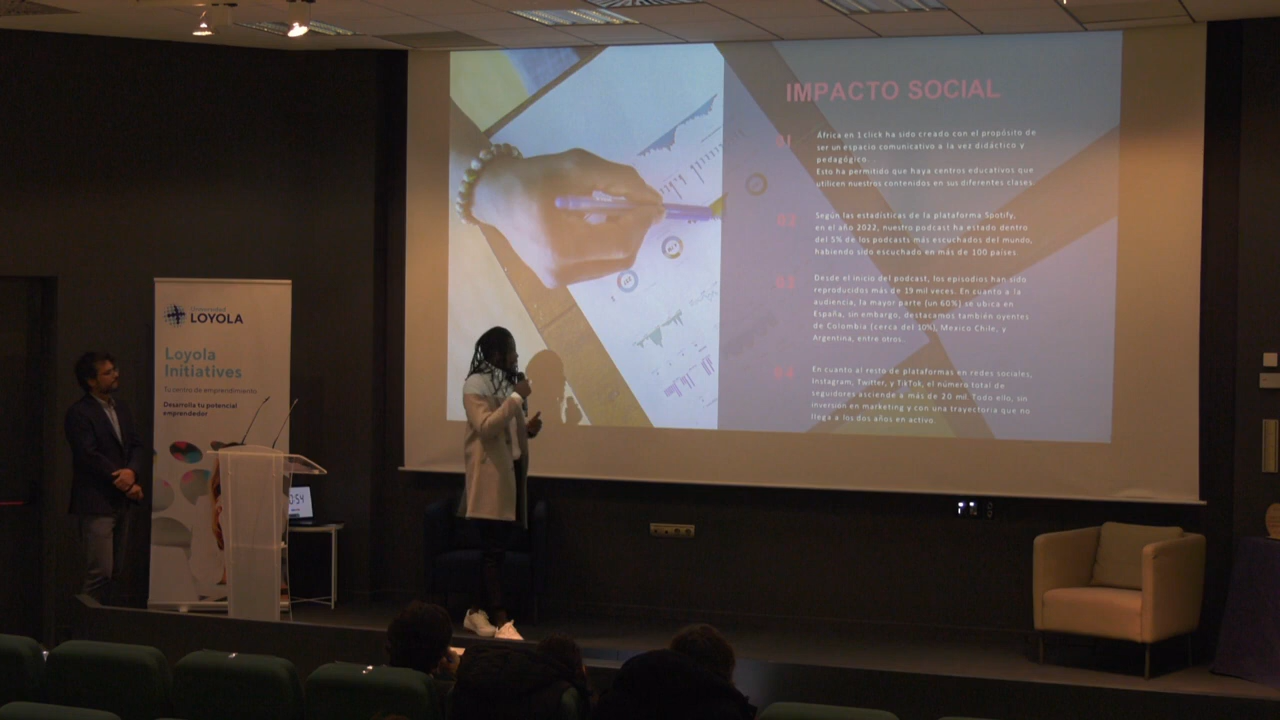 IMPACTO SOCIAL
01
África en 1 click ha sido creado con el propósito de
ser un espacio comunicativo a la vez didáctico y
pedagógico. .
Esto ha permitido que haya centros educativos que
utilicen nuestros contenidos en sus diferentes clases.
02
Según las estadísticas de la plataforma Spotify,
en el año 2022, nuestro podcast ha estado dentro
del 5% de los podcasts más escuchados del mundo,
habiendo sido escuchado en más de 100 países
03
Desde el inicio del podcast, los episodios han sido
reproducidos más de 19 mil veces. En cuanto a la
audiencia, la mayor parte (un 60%) se ubica en
España, sin embargo, destacamos también oyentes
de Colombia (cerca del 10%), Mexico Chile, y
Argentina, entre otros..
04
En cuanto al resto de plataformas en redes sociales,
Instagram, Twitter, y TikTok, el número total de
seguidores asciende a más de 20 mil. Todo ello, sin
inversión en marketing y con una trayectoria que no
llega a los dos años en activo.
Universidad
LOYOLA
Loyola
Initiatives
Tu centro de emprendimiento
Desarrolla tu potencial
emprendedor